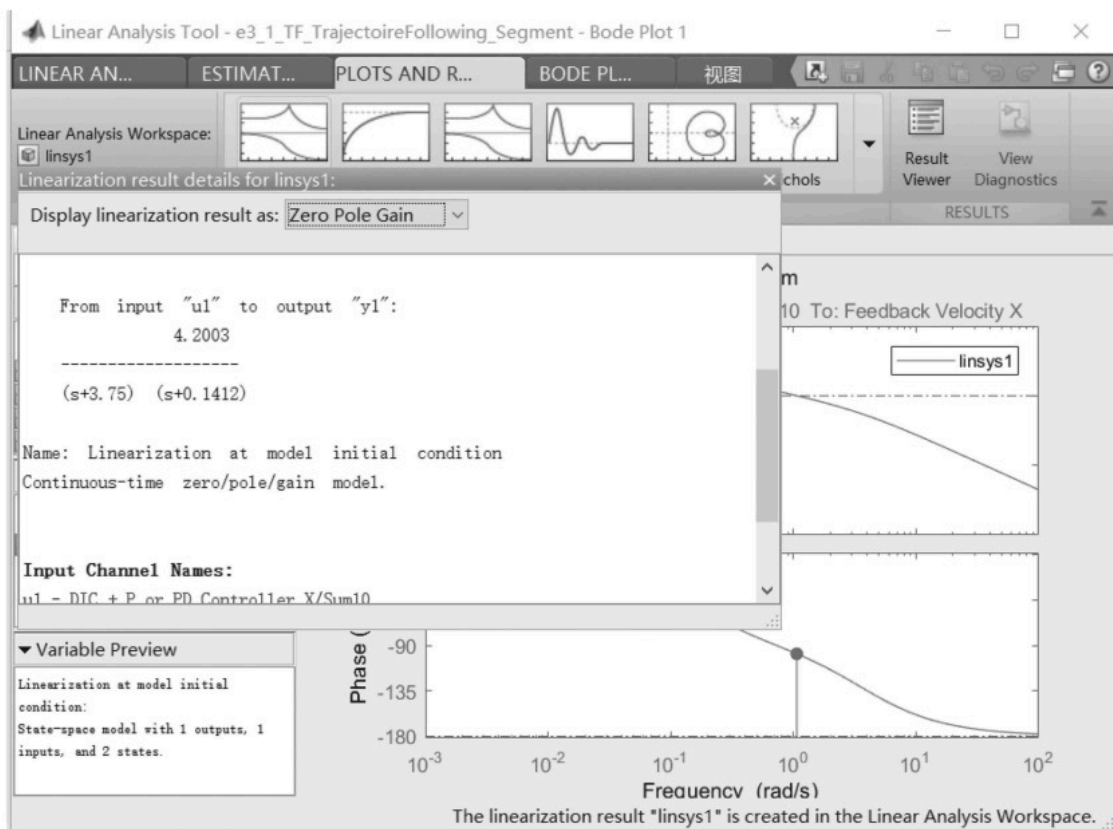 Linear Analysis Tool - e3_1_TF_TrajectoireFollowing_Segment - Bode Plot 1
LINEAR AN... ESTIMAT... PLOTS AND R... BODE PL... 视图
Linear Analysis Workspace:
linsys1
chols
Result Viewer
View Diagnostics
RESULTS
Linearization result details for linsys1:
Display linearization result as: Zero Pole Gain
From input "u1" to output "y1":
4.2003
-------------------
(s+3.75) (s+0.1412)
Name: Linearization at model initial condition
Continuous-time zero/pole/gain model.
Input Channel Names:
u1 - DIC + P or PD Controller X/Sum10
m
10 To: Feedback Velocity X
linsys1
Variable Preview
Linearization at model initial
condition:
State-space model with 1 outputs, 1
inputs, and 2 states.
Phase (
-90
-135
-180
10^-3 10^-2 10^-1 10^0 10^1 10^2
Frequency (rad/s)
The linearization result "linsys1" is created in the Linear Analysis Workspace.